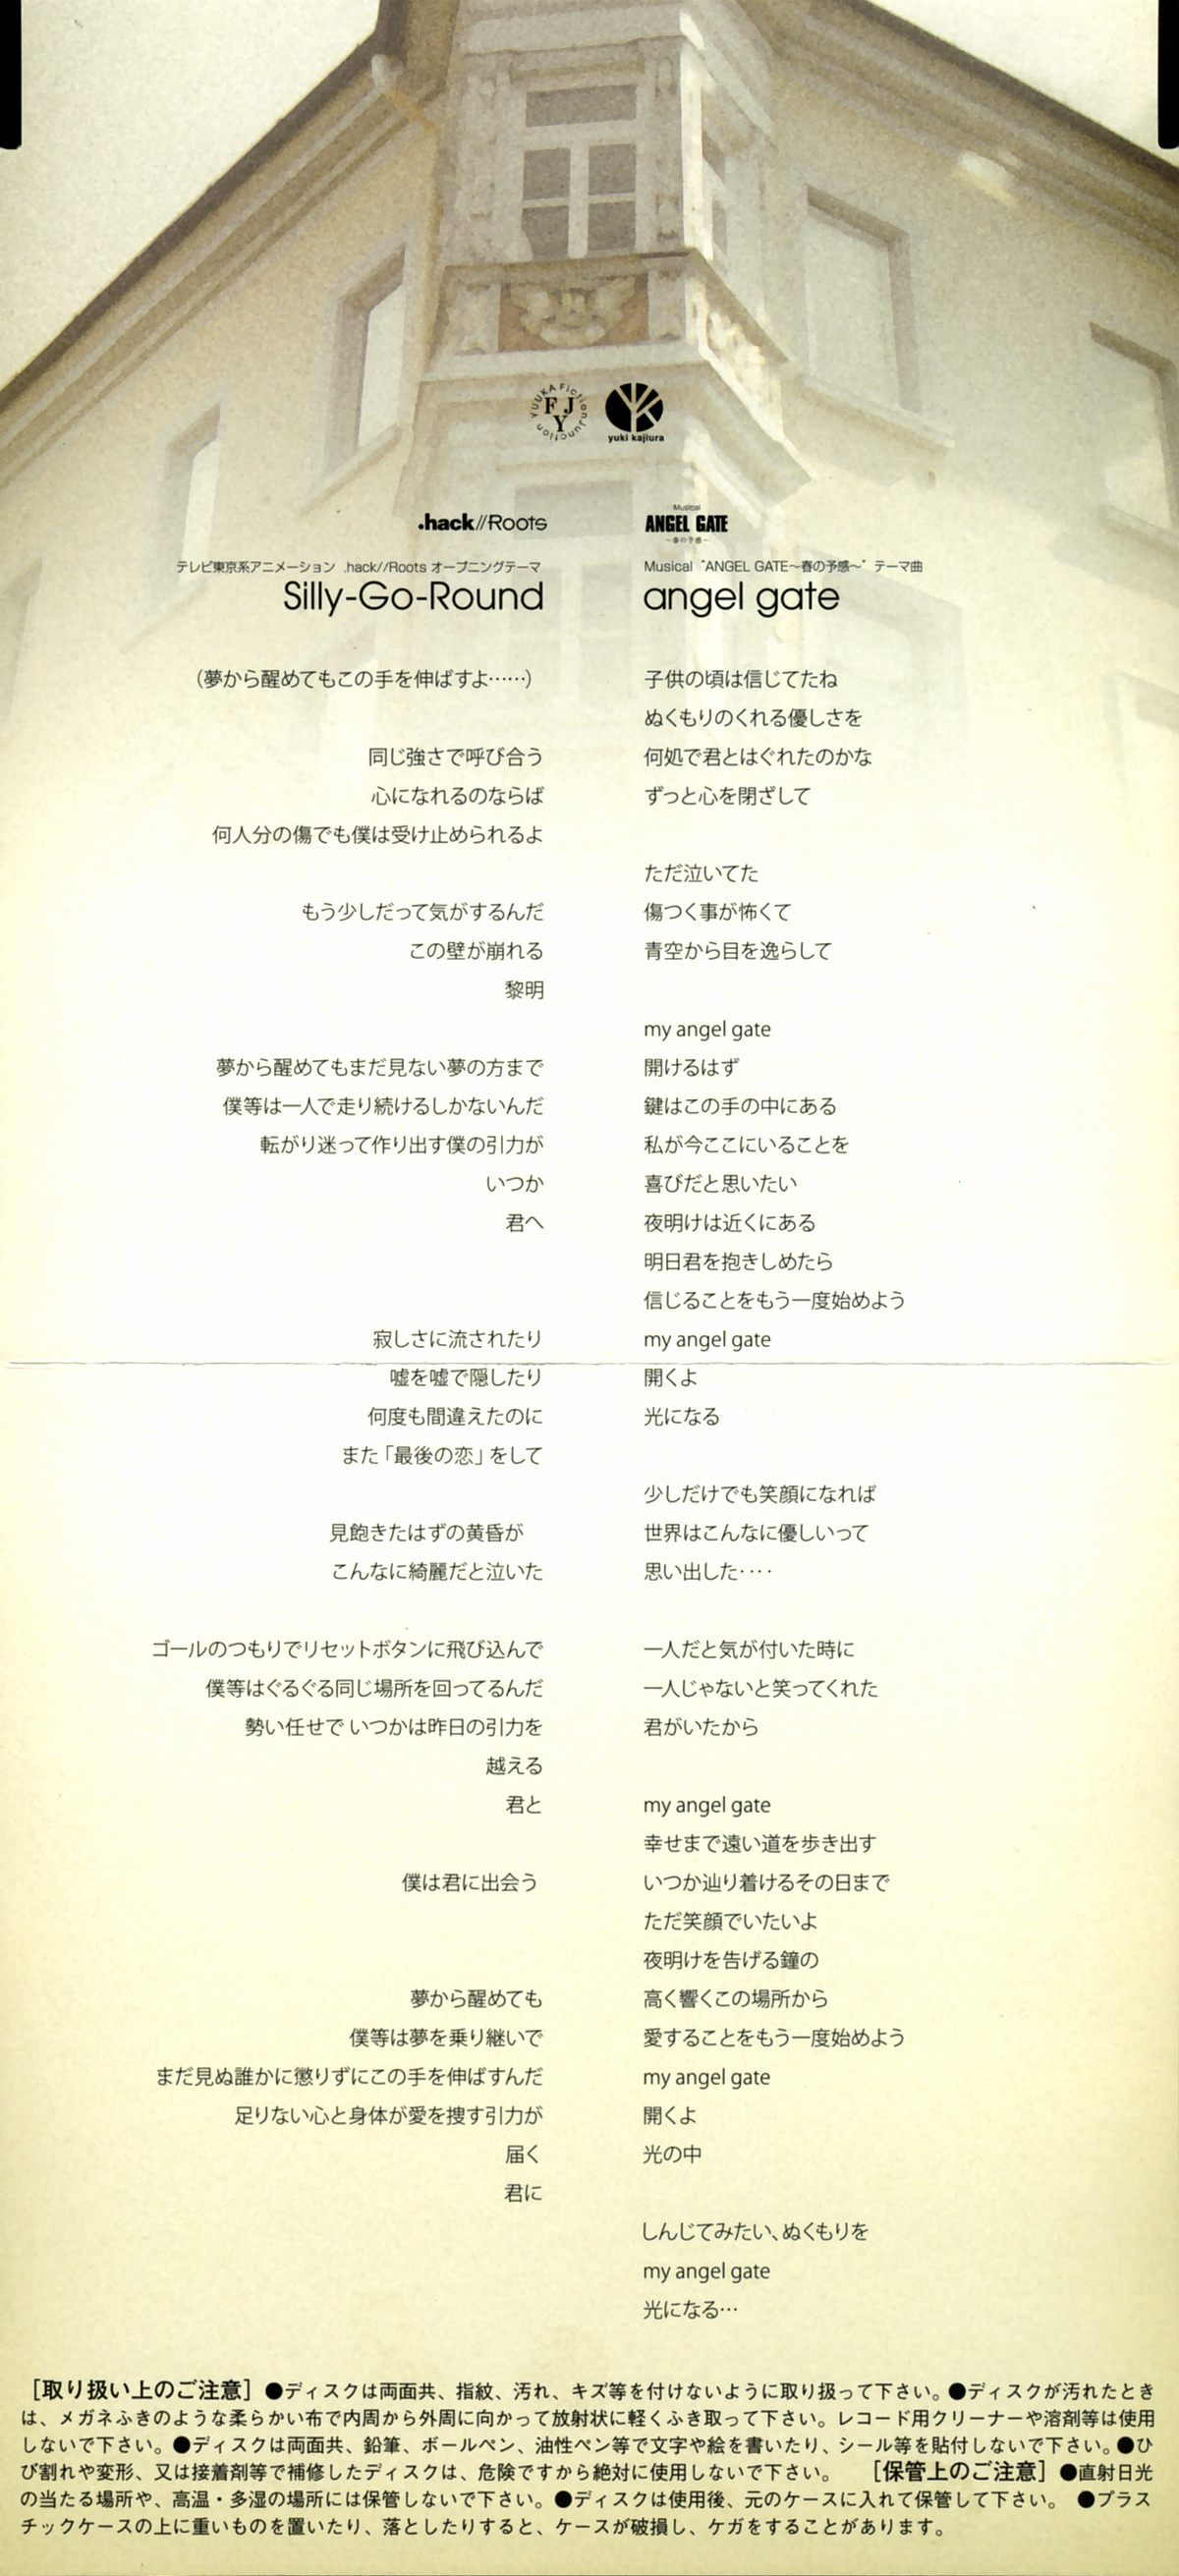 YUUKA FictionJunction
FJY
yuki kajiura
.hack//Roots
テレビ東京系アニメーション .hack//Roots オープニングテーマ
Silly-Go-Round
（夢から醒めてもこの手を伸ばすよ……）
同じ強さで呼び合う
心になれるのならば
何人分の傷でも僕は受け止められるよ
もう少しだって気がするんだ
この壁が崩れる
黎明
夢から醒めてもまだ見ない夢の方まで
僕等は一人で走り続けるしかないんだ
転がり迷って作り出す僕の引力が
いつか
君へ
寂しさに流されたり
嘘を嘘で隠したり
何度も間違えたのに
また「最後の恋」をして
見飽きたはずの黄昏が
こんなに綺麗だと泣いた
ゴールのつもりでリセットボタンに飛び込んで
僕等はぐるぐる同じ場所を回ってるんだ
勢い任せで いつかは昨日の引力を
越える
君と
僕は君に出会う
夢から醒めても
僕等は夢を乗り継いで
まだ見ぬ誰かに懲りずにこの手を伸ばすんだ
足りない心と身体が愛を捜す引力が
届く
君に
Musical
ANGEL GATE
～春の予感～
Musical "ANGEL GATE～春の予感～" テーマ曲
angel gate
子供の頃は信じてたね
ぬくもりのくれる優しさを
何処で君とはぐれたのかな
ずっと心を閉ざして
ただ泣いてた
傷つく事が怖くて
青空から目を逸らして
my angel gate
開けるはず
鍵はこの手の中にある
私が今ここにいることを
喜びだと思いたい
夜明けは近くにある
明日君を抱きしめたら
信じることをもう一度始めよう
my angel gate
開くよ
光になる
少しだけでも笑顔になれば
世界はこんなに優しいって
思い出した‥‥
一人だと気が付いた時に
一人じゃないと笑ってくれた
君がいたから
my angel gate
幸せまで遠い道を歩き出す
いつか辿り着けるその日まで
ただ笑顔でいたいよ
夜明けを告げる鐘の
高く響くこの場所から
愛することをもう一度始めよう
my angel gate
開くよ
光の中
しんじてみたい、ぬくもりを
my angel gate
光になる…
［取り扱い上のご注意］●ディスクは両面共、指紋、汚れ、キズ等を付けないように取り扱って下さい。●ディスクが汚れたとき
は、メガネふきのような柔らかい布で内周から外周に向かって放射状に軽くふき取って下さい。レコード用クリーナーや溶剤等は使用
しないで下さい。●ディスクは両面共、鉛筆、ボールペン、油性ペン等で文字や絵を書いたり、シール等を貼付しないで下さい。●ひ
び割れや変形、又は接着剤等で補修したディスクは、危険ですから絶対に使用しないで下さい。 ［保管上のご注意］●直射日光
の当たる場所や、高温・多湿の場所には保管しないで下さい。●ディスクは使用後、元のケースに入れて保管して下さい。 ●プラス
チックケースの上に重いものを置いたり、落としたりすると、ケースが破損し、ケガをすることがあります。